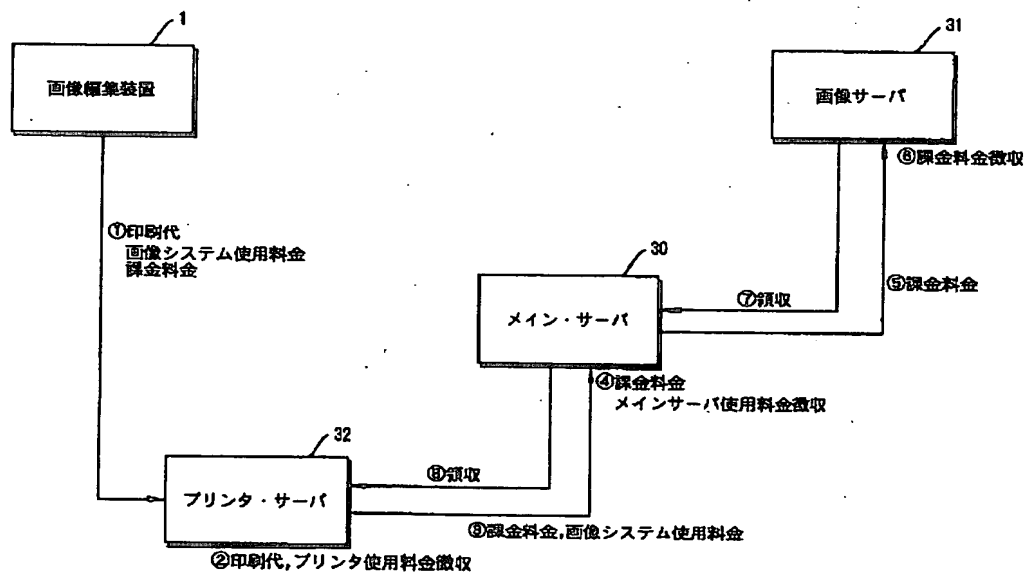 1
画像編集装置
31
画像サーバ
⑥課金料金徴収
①印刷代
画像システム使用料金
課金料金
30
メイン・サーバ
⑦領収
⑤課金料金
④課金料金
メインサーバ使用料金徴収
32
プリンタ・サーバ
⑧領収
③課金料金,画像システム使用料金
②印刷代,プリンタ使用料金徴収